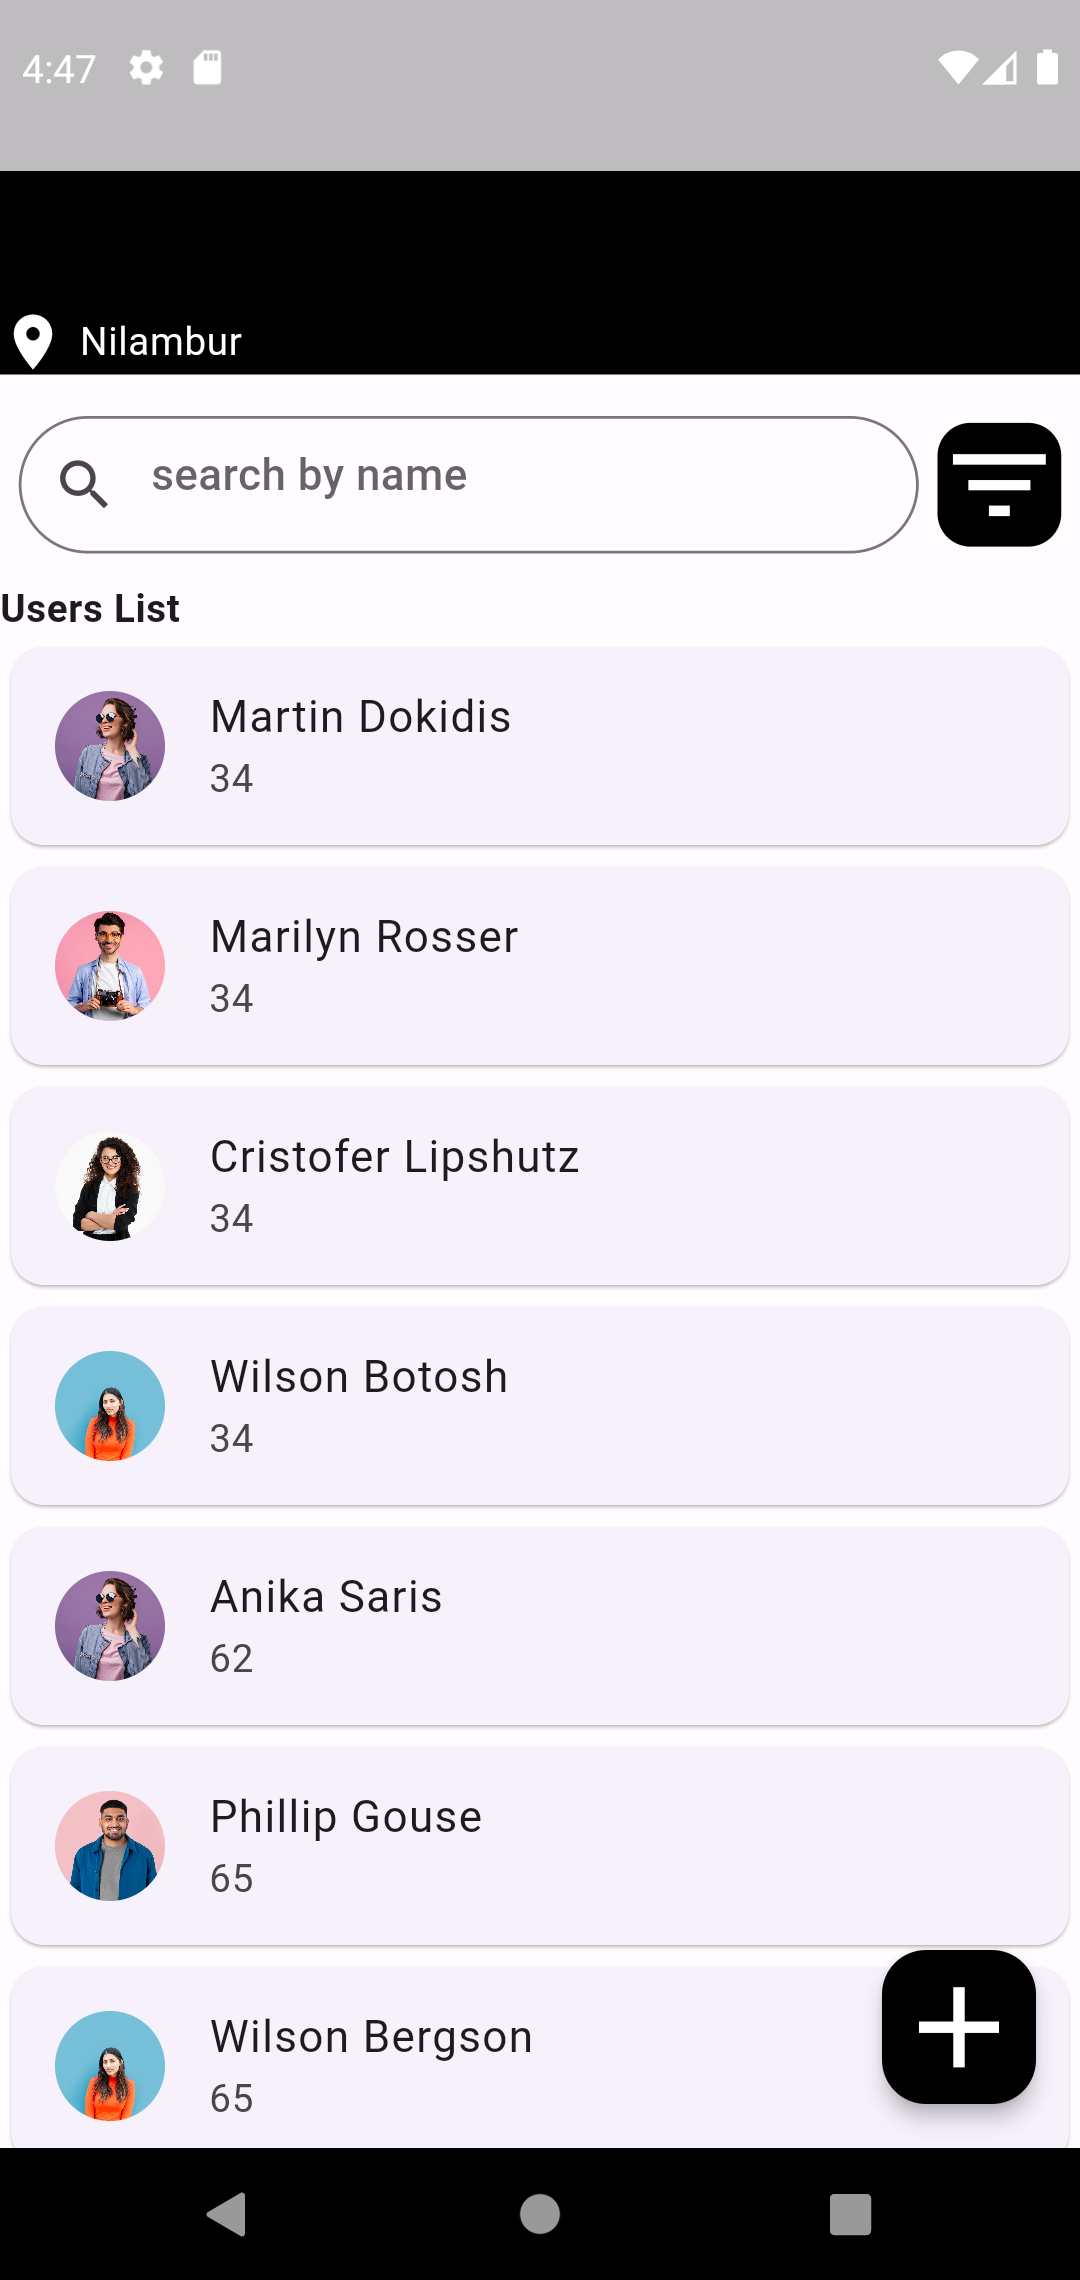 4:47
Nilambur
search by name
Users List
Martin Dokidis
34
Marilyn Rosser
34
Cristofer Lipshutz
34
Wilson Botosh
34
Anika Saris
62
Phillip Gouse
65
Wilson Bergson
65